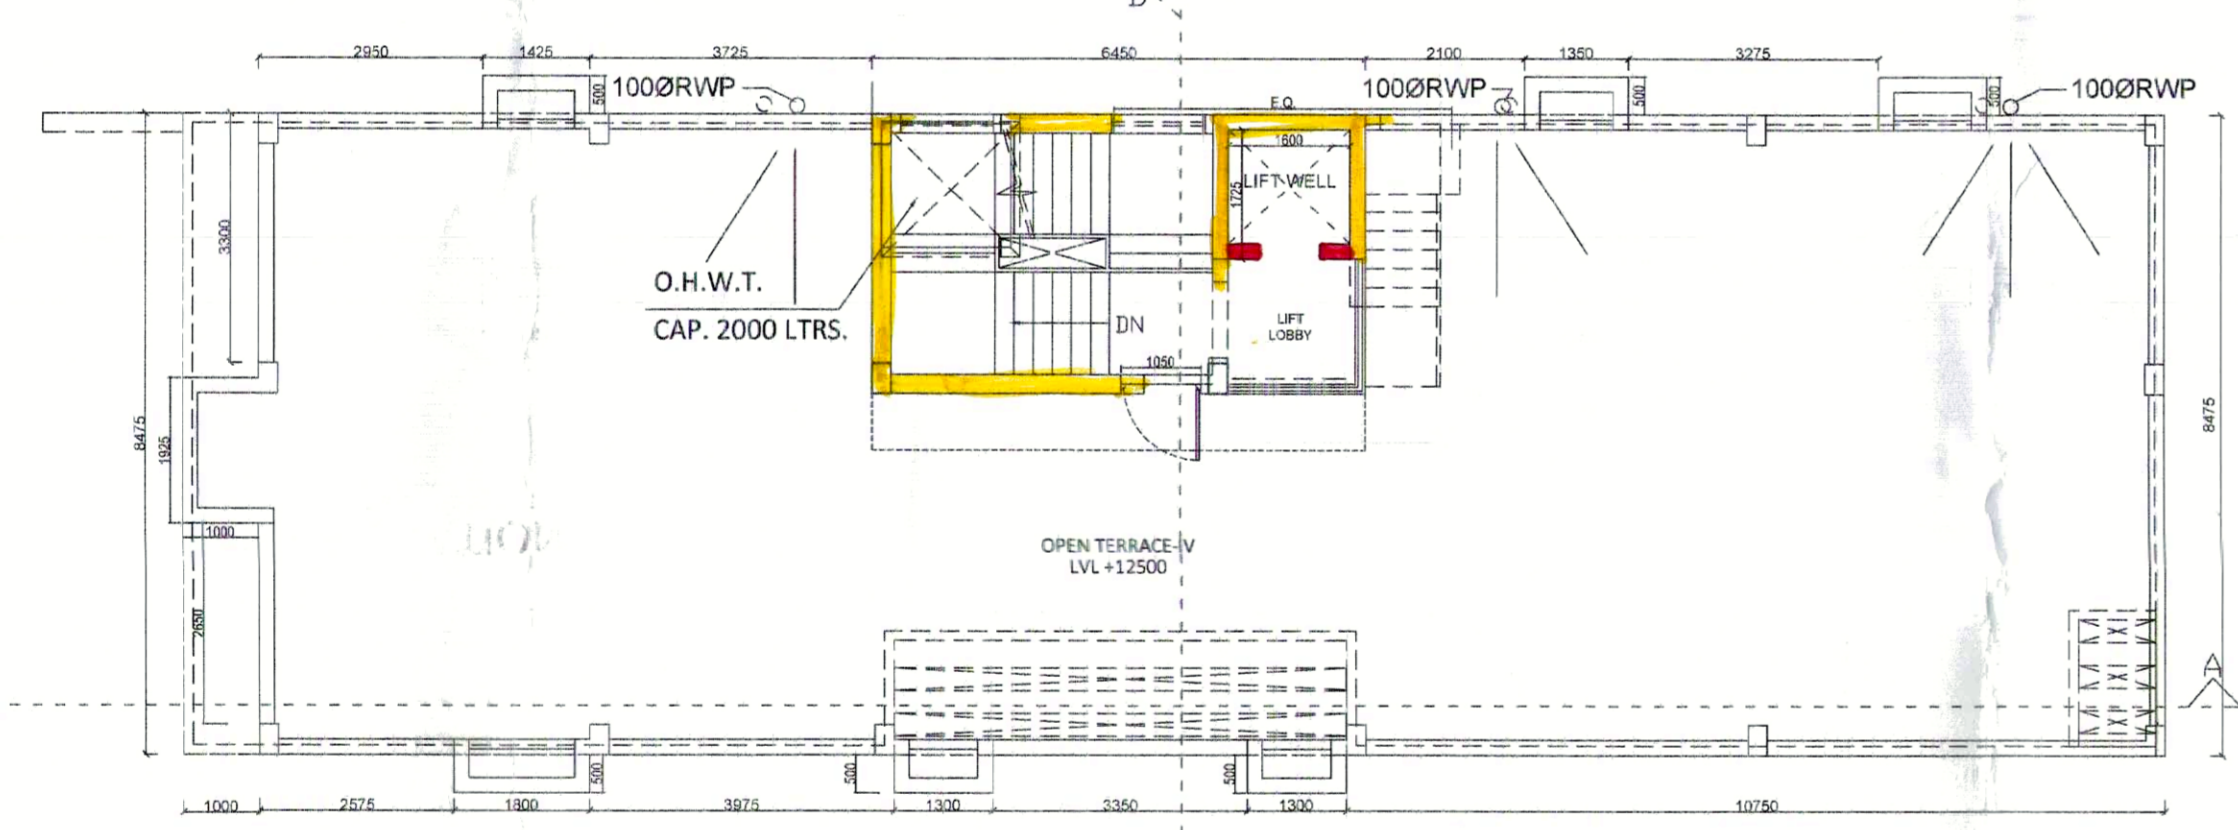 2950 1425 3725 6450 2100 1350 3275
100ØRWP 100ØRWP 100ØRWP
500 500 500
E.Q.
1600
LIFT WELL
1725
3300
O.H.W.T.
CAP. 2000 LTRS.
DN
LIFT
LOBBY
1050
8475 1925 8475
1000
OPEN TERRACE-IV
LVL +12500
2650
A
500 500 500
1000 2575 1800 3975 1300 3350 1300 10750